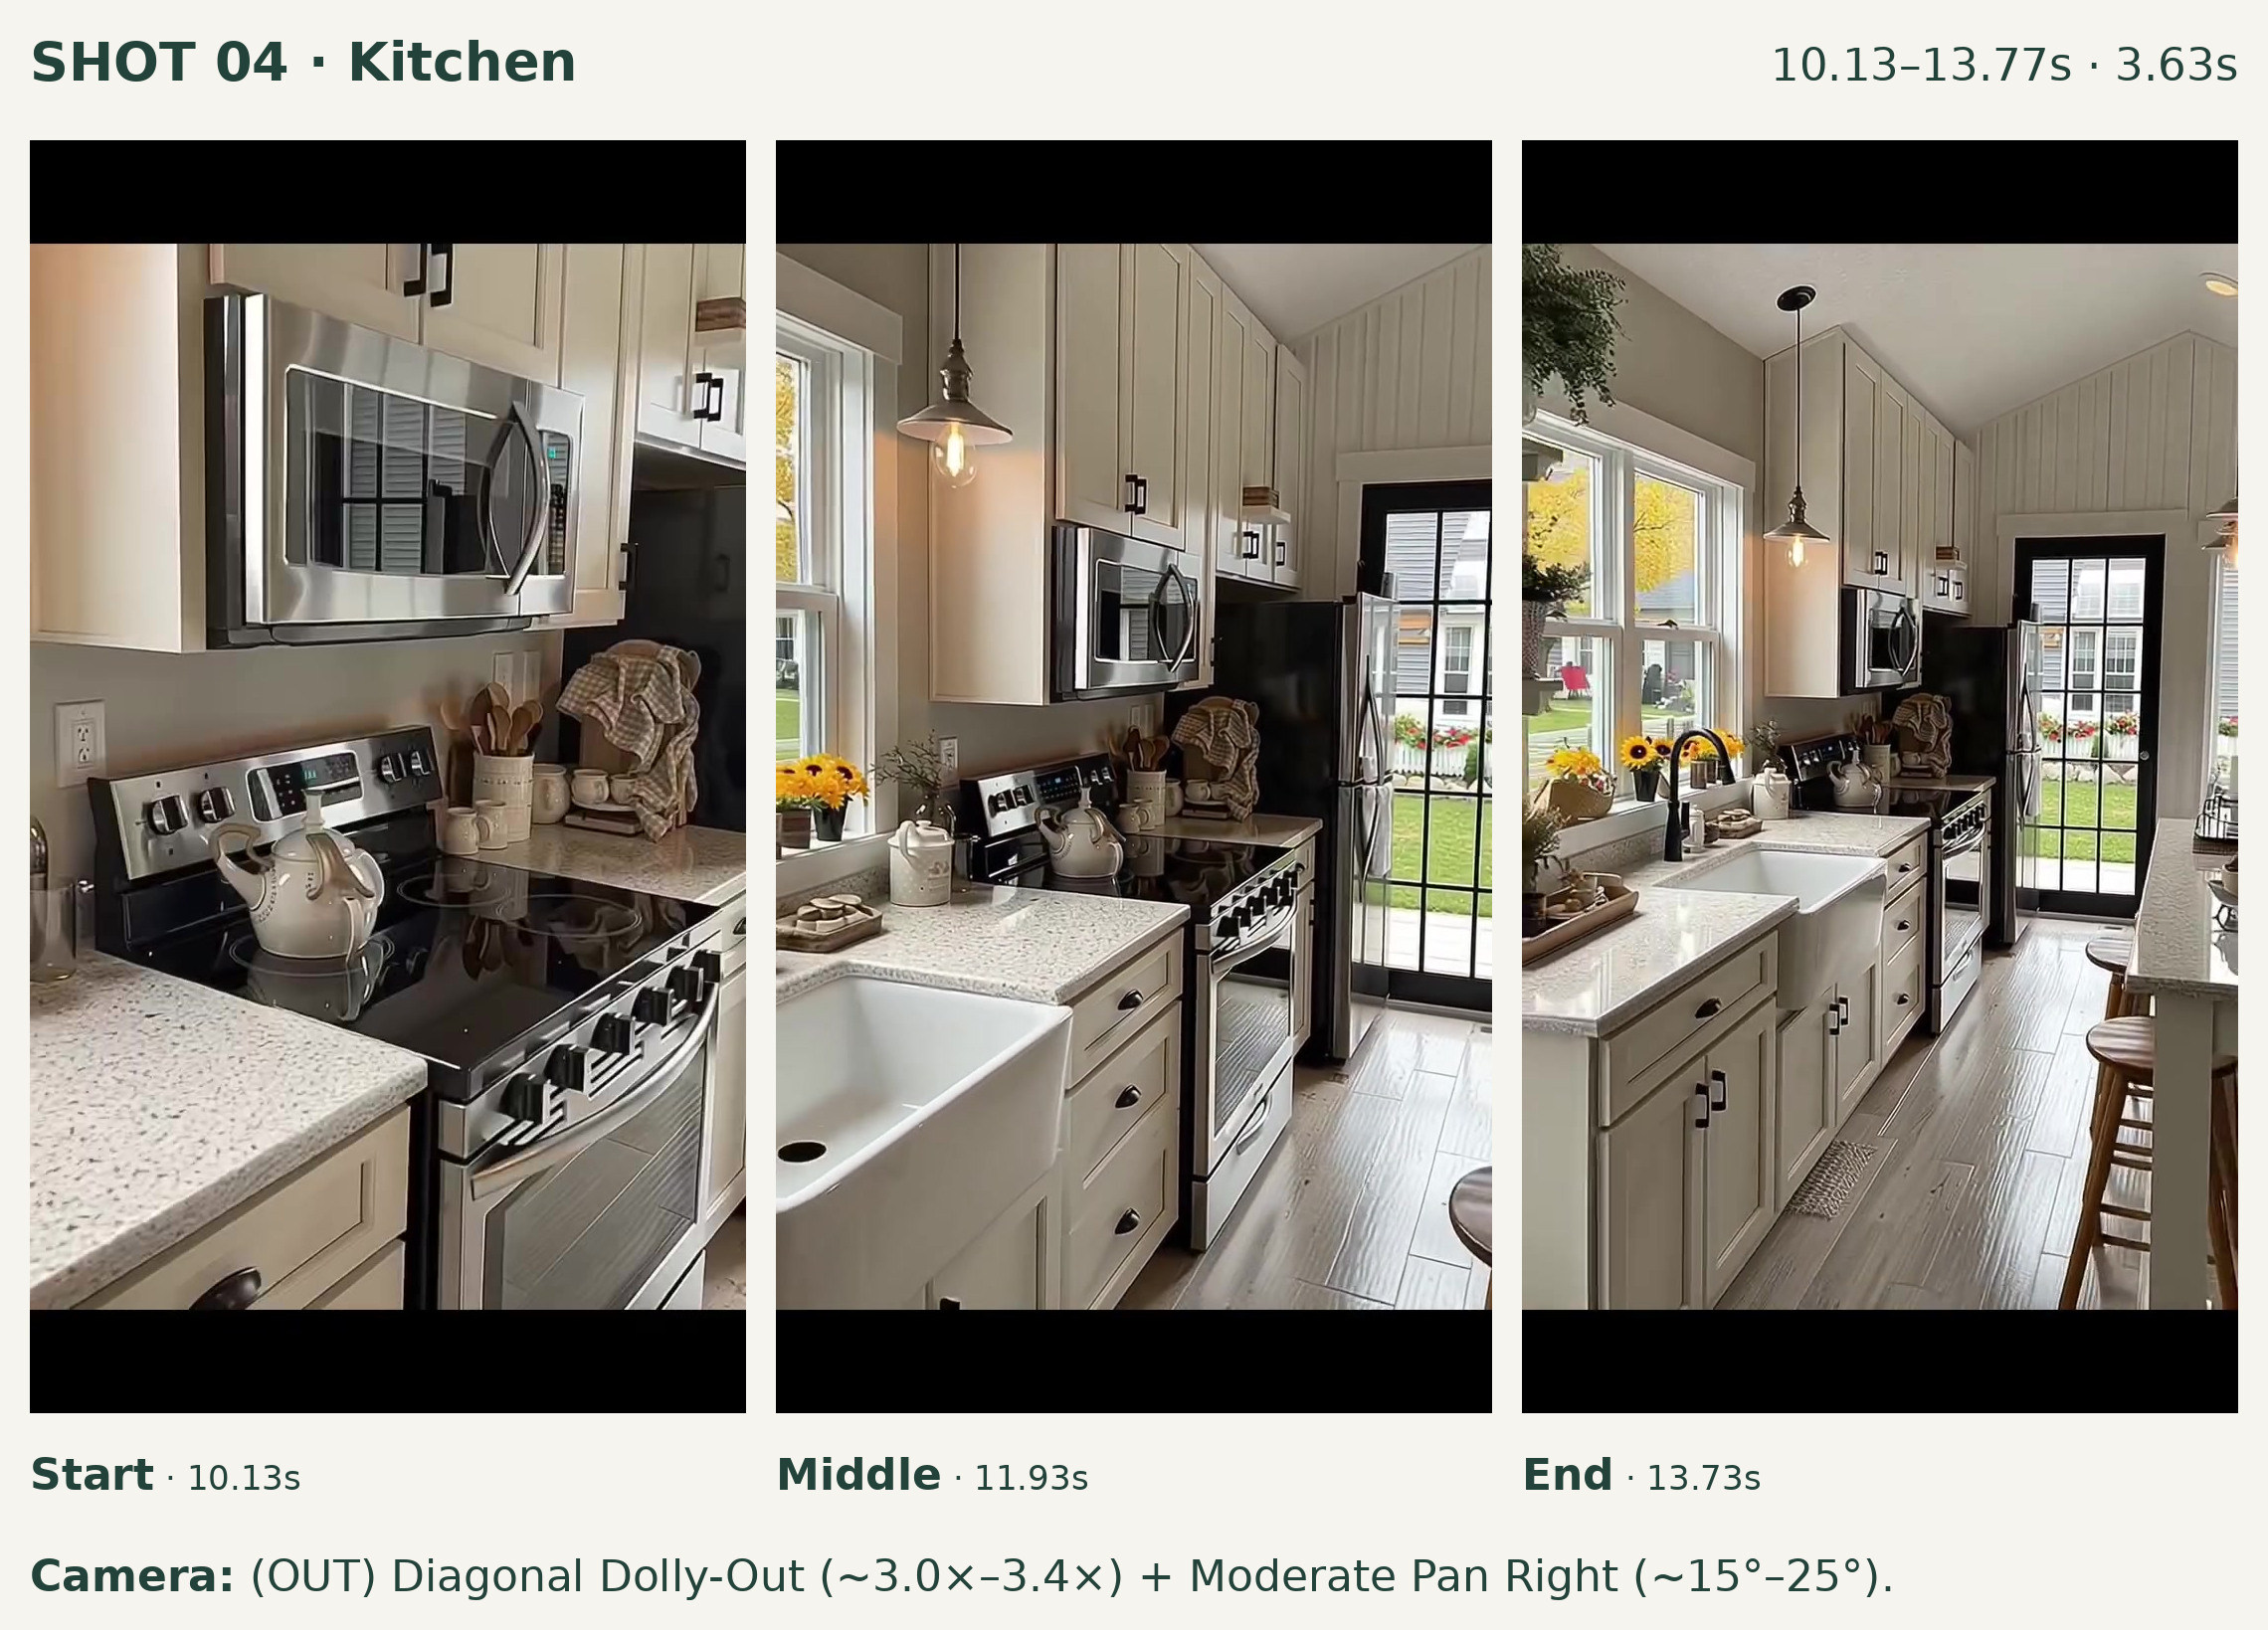 SHOT 04 · Kitchen
10.13–13.77s · 3.63s
Start · 10.13s
Middle · 11.93s
End · 13.73s
Camera: (OUT) Diagonal Dolly-Out (~3.0×–3.4×) + Moderate Pan Right (~15°–25°).